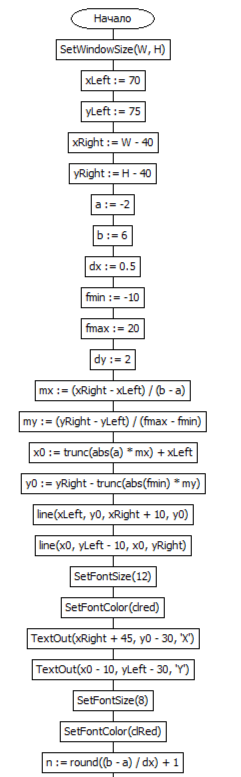 Начало
SetWindowSize(W, H)
xLeft := 70
yLeft := 75
xRight := W - 40
yRight := H - 40
a := -2
b := 6
dx := 0.5
fmin := -10
fmax := 20
dy := 2
mx := (xRight - xLeft) / (b - a)
my := (yRight - yLeft) / (fmax - fmin)
x0 := trunc(abs(a) * mx) + xLeft
y0 := yRight - trunc(abs(fmin) * my)
line(xLeft, y0, xRight + 10, y0)
line(x0, yLeft - 10, x0, yRight)
SetFontSize(12)
SetFontColor(clred)
TextOut(xRight + 45, y0 - 30, 'X')
TextOut(x0 - 10, yLeft - 30, 'Y')
SetFontSize(8)
SetFontColor(clRed)
n := round((b - a) / dx) + 1